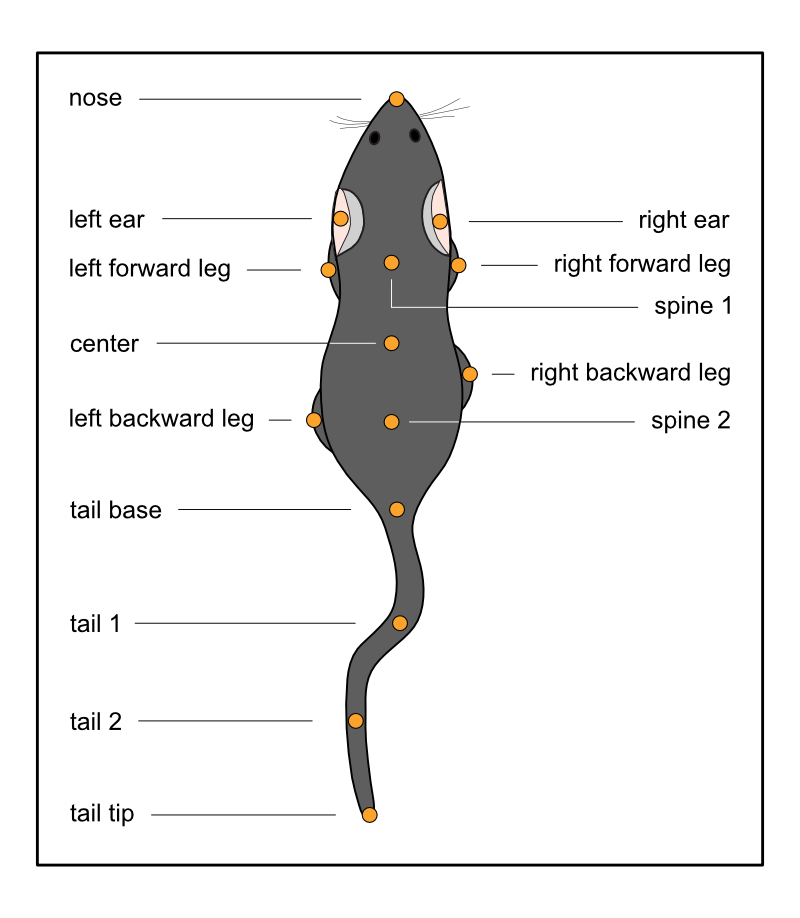 nose
left ear
right ear
left forward leg
right forward leg
spine 1
center
right backward leg
left backward leg
spine 2
tail base
tail 1
tail 2
tail tip